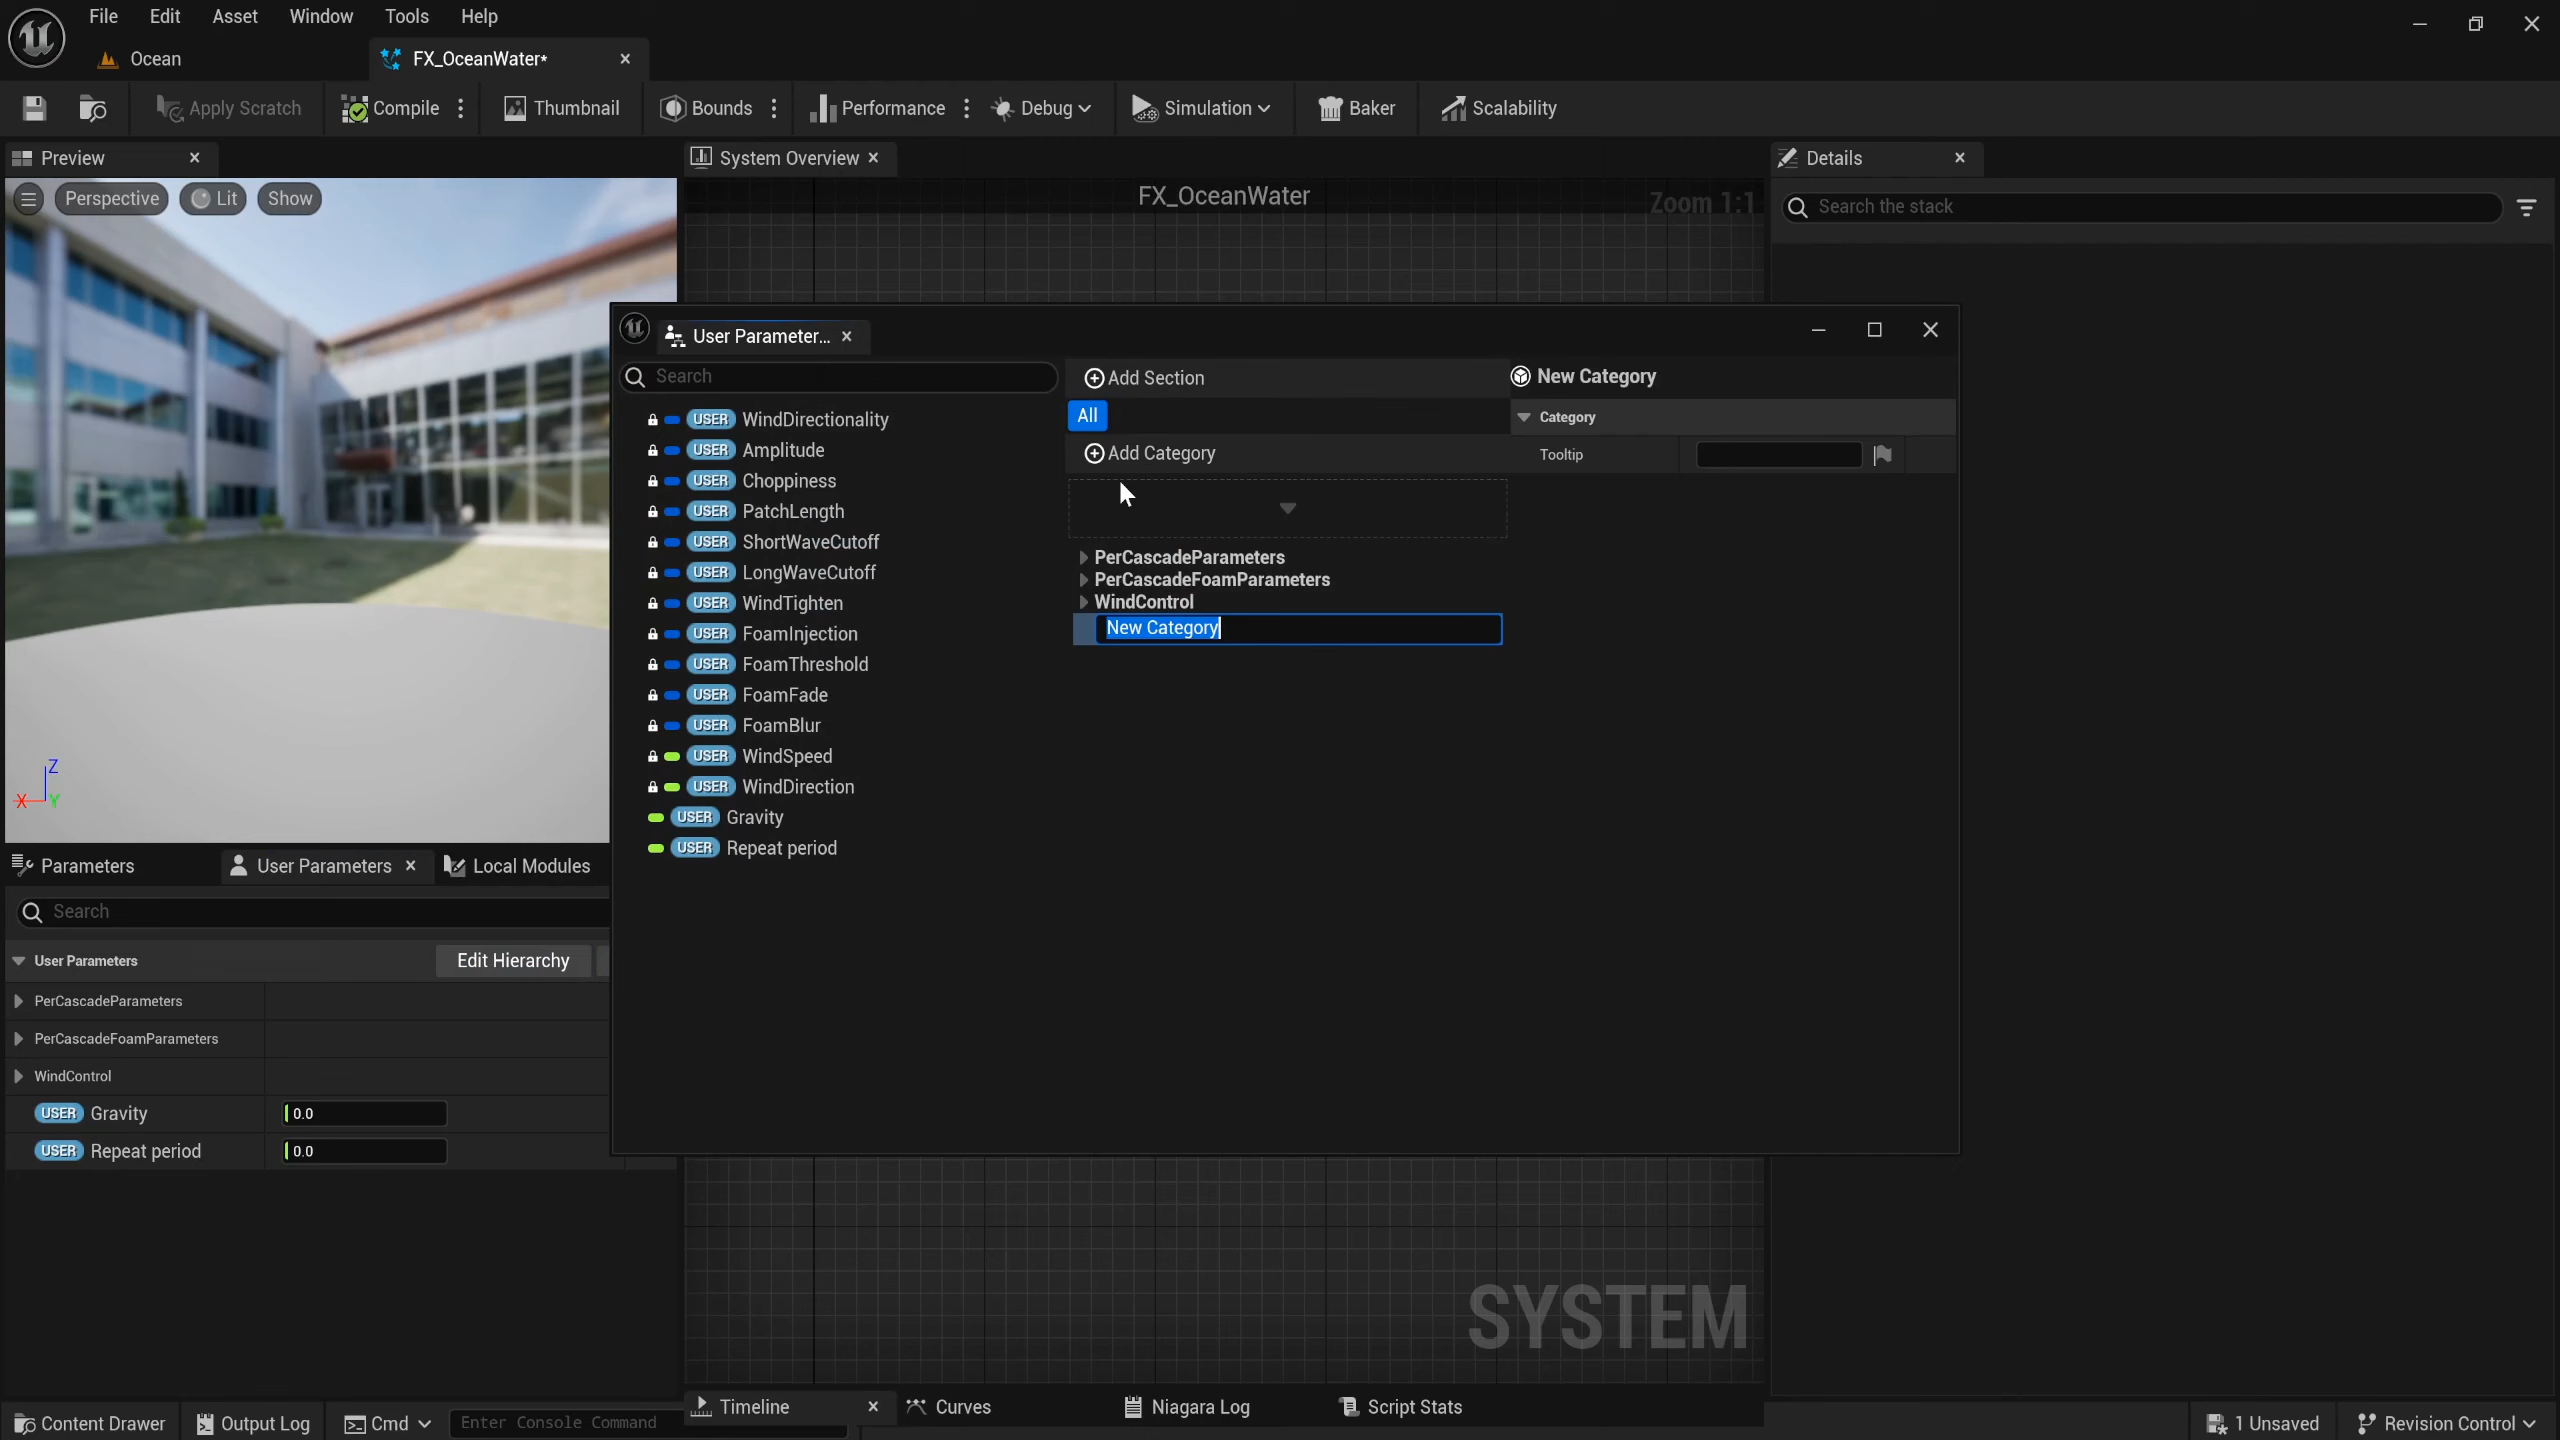 File Edit Asset Window Tools Help
Ocean
FX_OceanWater*
Apply Scratch
Compile
Thumbnail
Bounds
Performance
Debug
Simulation
Baker
Scalability
Preview
System Overview
Details
Perspective
Lit
Show
FX_OceanWater
Zoom 1:1
Search the stack
User Parameter...
Search
Add Section
New Category
All
Category
Add Category
Tooltip
USER WindDirectionality
USER Amplitude
USER Choppiness
USER PatchLength
USER ShortWaveCutoff
USER LongWaveCutoff
USER WindTighten
USER FoamInjection
USER FoamThreshold
USER FoamFade
USER FoamBlur
USER WindSpeed
USER WindDirection
USER Gravity
USER Repeat period
PerCascadeParameters
PerCascadeFoamParameters
WindControl
New Category
Z
X
Y
Parameters
User Parameters
Local Modules
Search
User Parameters
Edit Hierarchy
PerCascadeParameters
PerCascadeFoamParameters
WindControl
USER Gravity 0.0
USER Repeat period 0.0
SYSTEM
Timeline
Curves
Niagara Log
Script Stats
Content Drawer
Output Log
Cmd
Enter Console Command
1 Unsaved
Revision Control